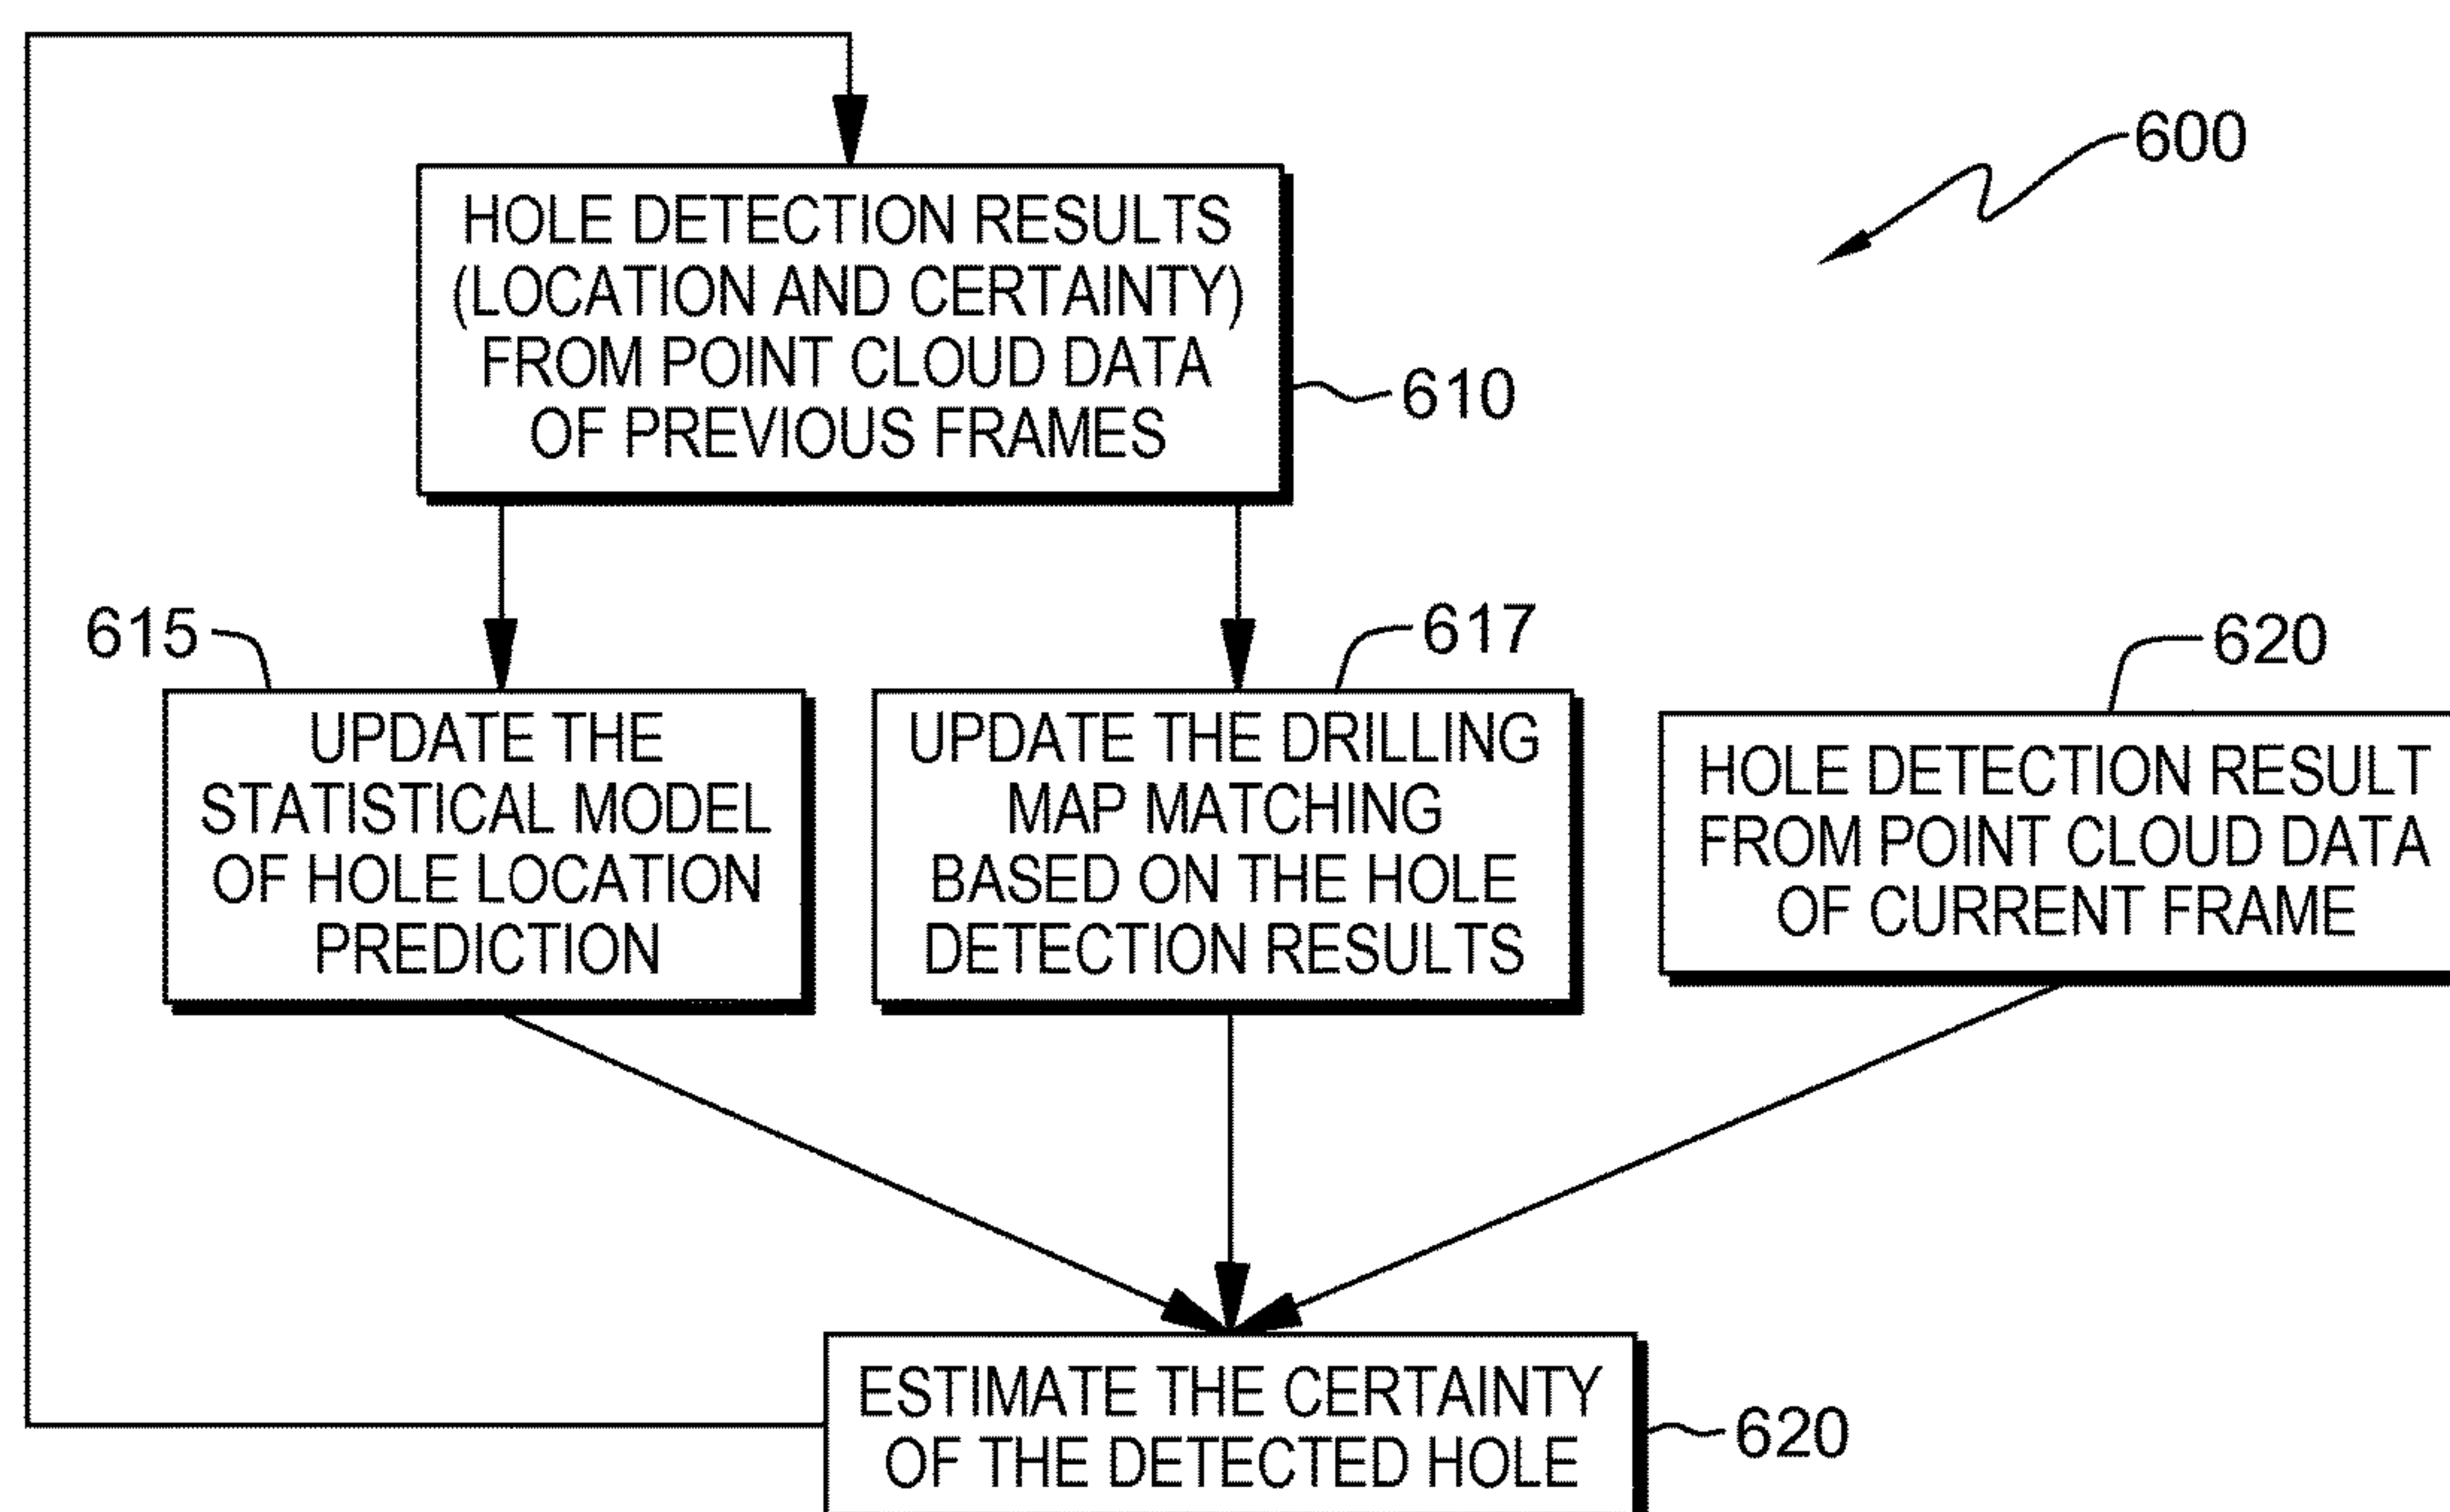 600
HOLE DETECTION RESULTS
(LOCATION AND CERTAINTY)
FROM POINT CLOUD DATA
OF PREVIOUS FRAMES
610
615
UPDATE THE
STATISTICAL MODEL
OF HOLE LOCATION
PREDICTION
617
UPDATE THE DRILLING
MAP MATCHING
BASED ON THE HOLE
DETECTION RESULTS
620
HOLE DETECTION RESULT
FROM POINT CLOUD DATA
OF CURRENT FRAME
ESTIMATE THE CERTAINTY
OF THE DETECTED HOLE
620